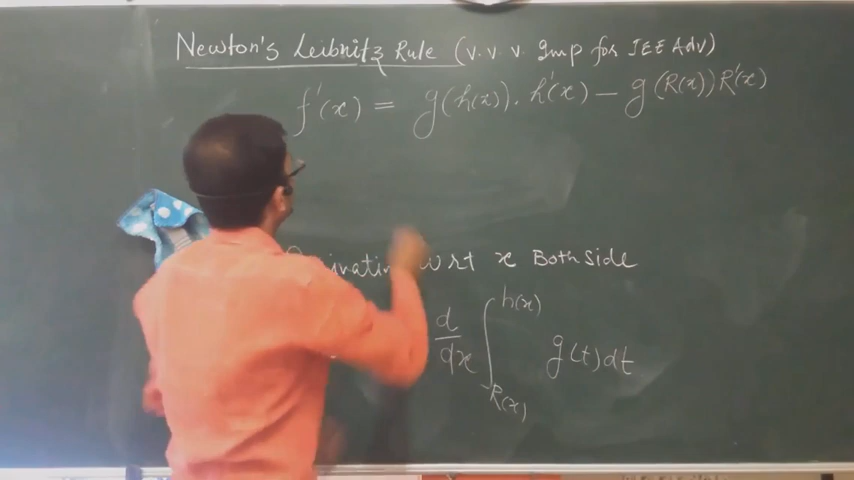 Newton's Leibnitz Rule (V. V. V. Imp for JEE Adv)
f'(x) = g(h(x)). h'(x) - g(R(x)) R'(x)
wrt x Both side
d/dx ∫ h(x) R(x) g(t) dt